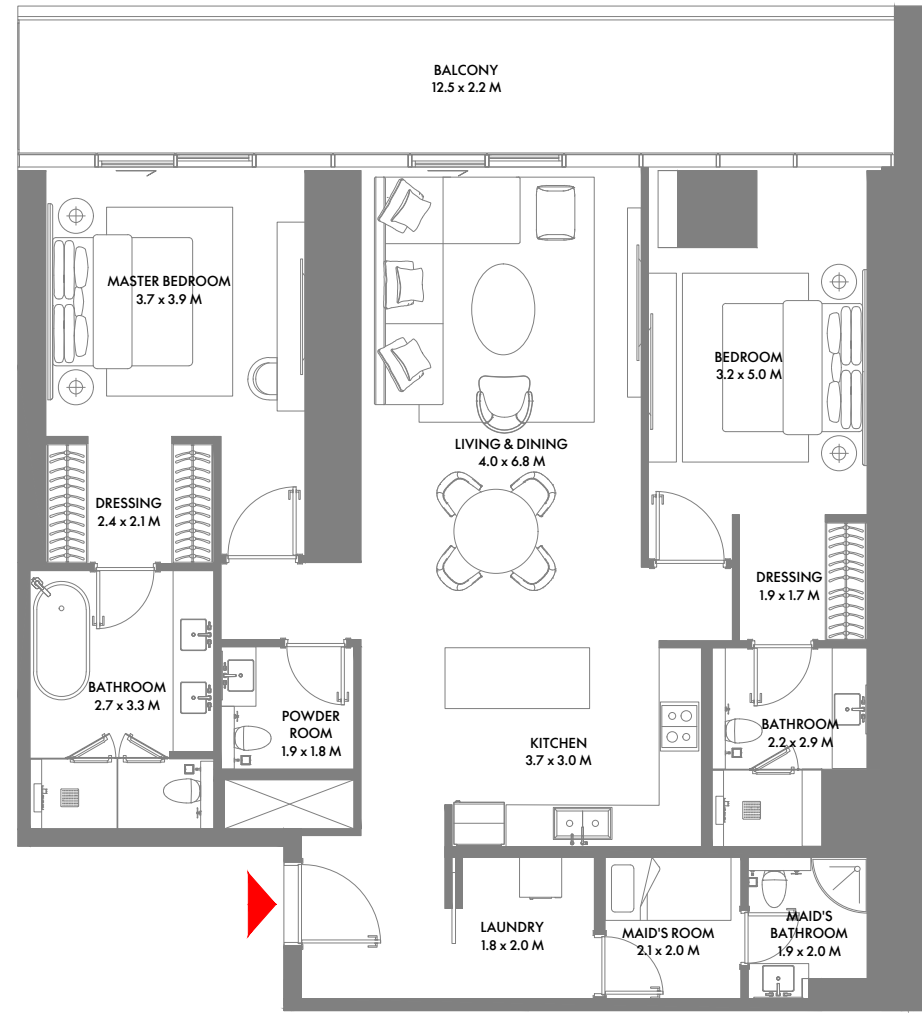 BALCONY
12.5 x 2.2 M
MASTER BEDROOM
3.7 x 3.9 M
BEDROOM
3.2 x 5.0 M
LIVING & DINING
4.0 x 6.8 M
DRESSING
2.4 x 2.1 M
DRESSING
1.9 x 1.7 M
BATHROOM
2.7 x 3.3 M
POWDER
ROOM
1.9 x 1.8 M
KITCHEN
3.7 x 3.0 M
BATHROOM
2.2 x 2.9 M
LAUNDRY
1.8 x 2.0 M
MAID'S ROOM
2.1 x 2.0 M
MAID'S
BATHROOM
1.9 x 2.0 M